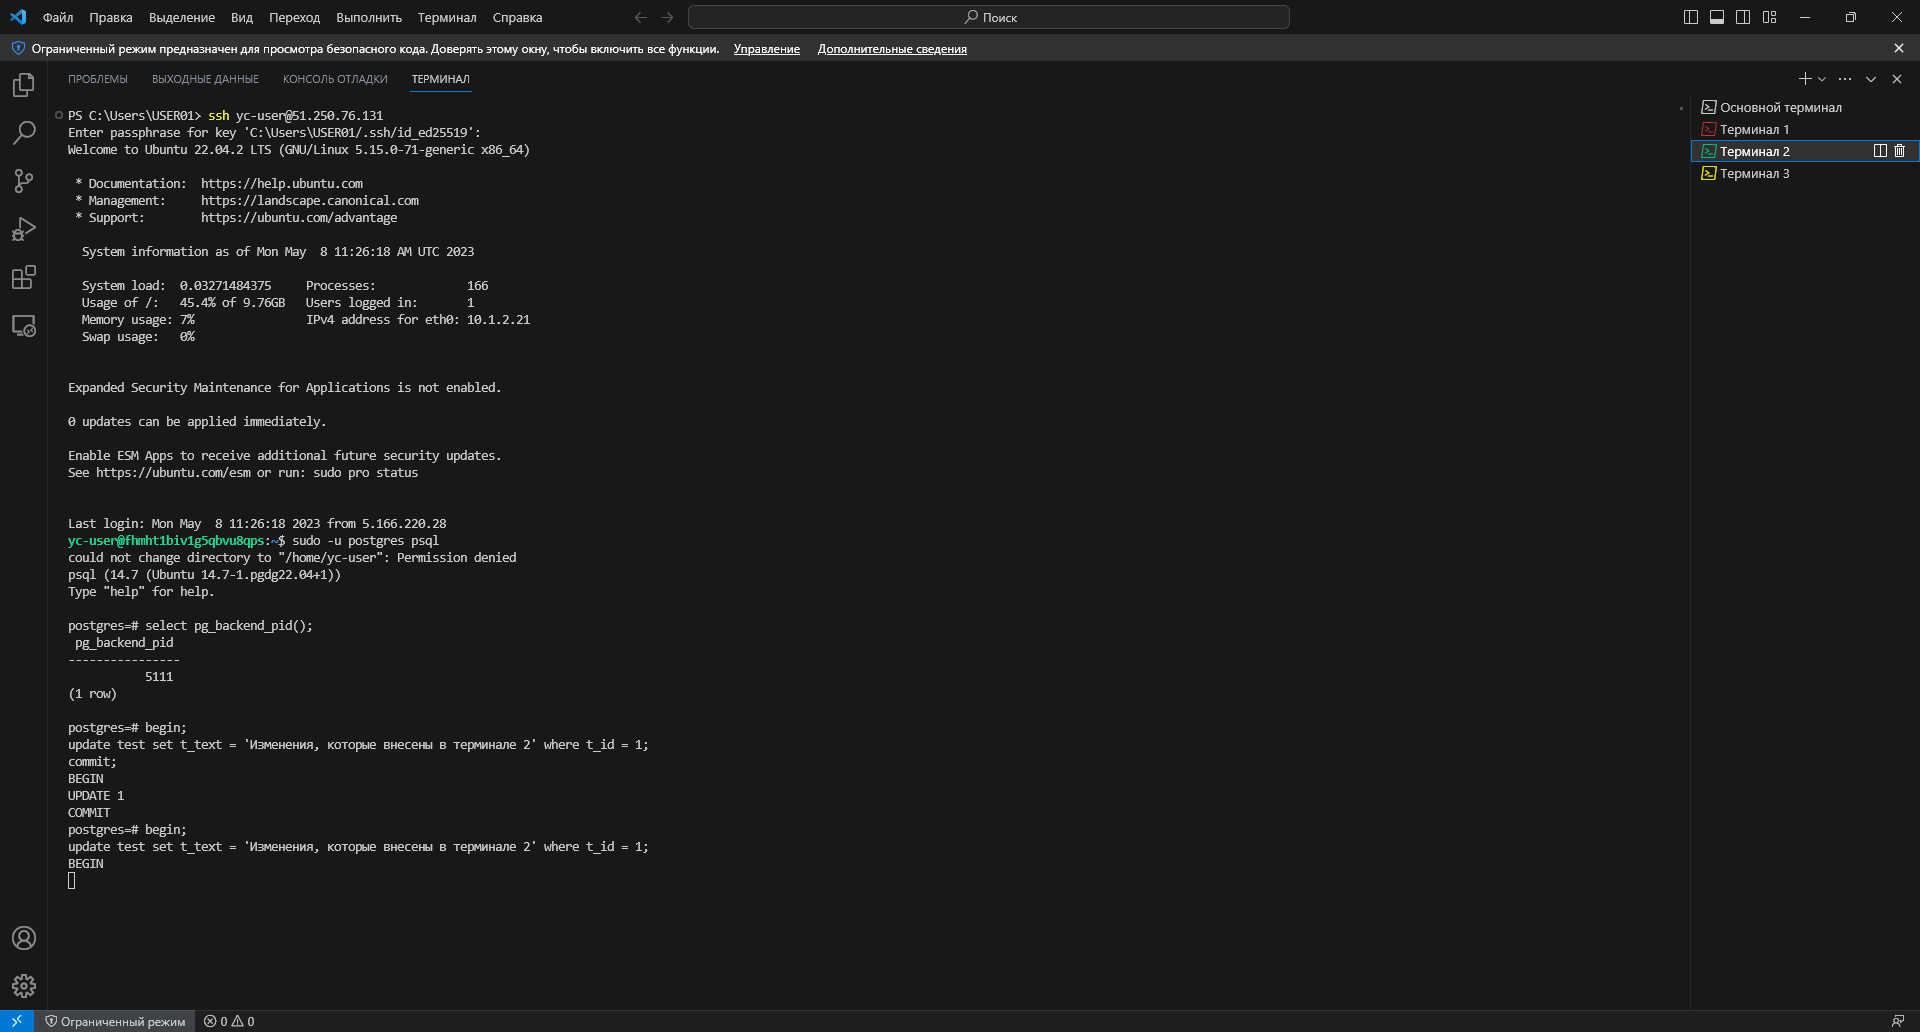 Файл Правка Выделение Вид Переход Выполнить Терминал Справка Поиск
Ограниченный режим предназначен для просмотра безопасного кода. Доверять этому окну, чтобы включить все функции. Управление Дополнительные сведения
ПРОБЛЕМЫ ВЫХОДНЫЕ ДАННЫЕ КОНСОЛЬ ОТЛАДКИ ТЕРМИНАЛ
Основной терминал
Терминал 1
Терминал 2
Терминал 3
PS C:\Users\USER01> ssh yc-user@51.250.76.131
Enter passphrase for key 'C:\Users\USER01/.ssh/id_ed25519':
Welcome to Ubuntu 22.04.2 LTS (GNU/Linux 5.15.0-71-generic x86_64)
* Documentation:  https://help.ubuntu.com
* Management:     https://landscape.canonical.com
* Support:        https://ubuntu.com/advantage
System information as of Mon May  8 11:26:18 AM UTC 2023
System load:  0.03271484375     Processes:             166
Usage of /:   45.4% of 9.76GB   Users logged in:       1
Memory usage: 7%                IPv4 address for eth0: 10.1.2.21
Swap usage:   0%
Expanded Security Maintenance for Applications is not enabled.
0 updates can be applied immediately.
Enable ESM Apps to receive additional future security updates.
See https://ubuntu.com/esm or run: sudo pro status
Last login: Mon May  8 11:26:18 2023 from 5.166.220.28
yc-user@fhmht1biv1g5qbvu8qps:~$ sudo -u postgres psql
could not change directory to "/home/yc-user": Permission denied
psql (14.7 (Ubuntu 14.7-1.pgdg22.04+1))
Type "help" for help.
postgres=# select pg_backend_pid();
pg_backend_pid
----------------
5111
(1 row)
postgres=# begin;
update test set t_text = 'Изменения, которые внесены в терминале 2' where t_id = 1;
commit;
BEGIN
UPDATE 1
COMMIT
postgres=# begin;
update test set t_text = 'Изменения, которые внесены в терминале 2' where t_id = 1;
BEGIN
Ограниченный режим 0 0